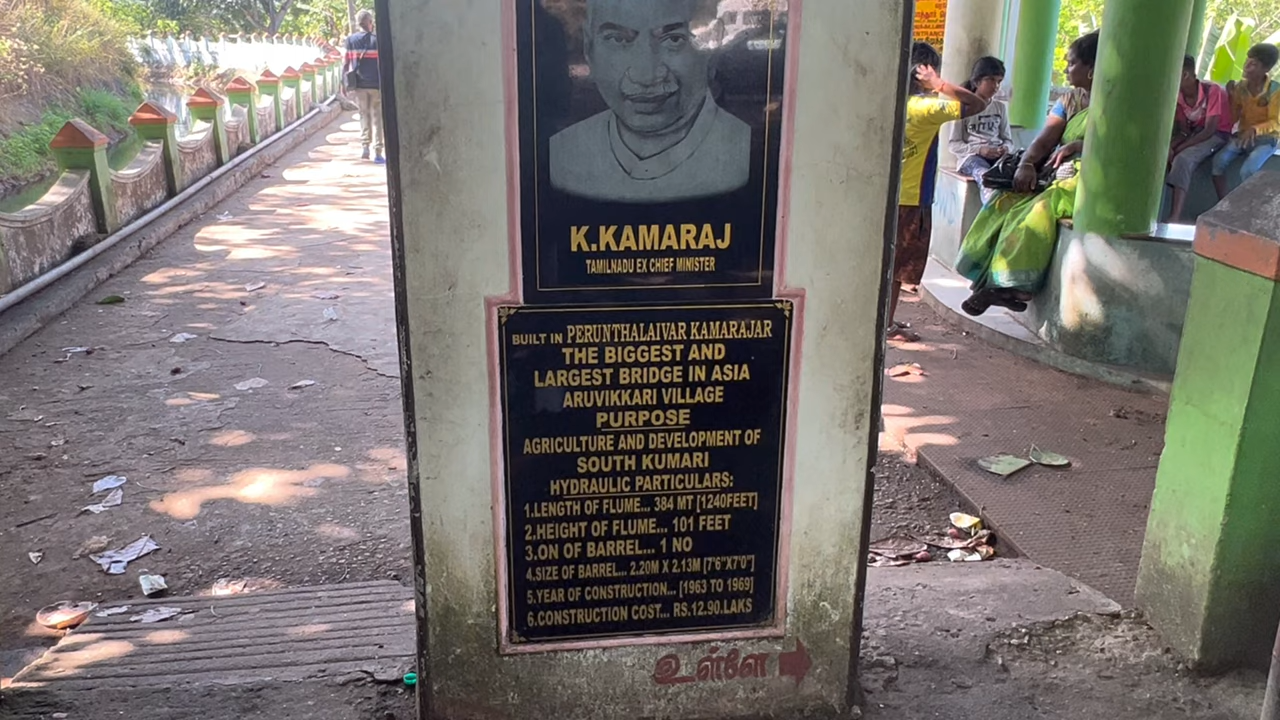 K.KAMARAJ
TAMILNADU EX CHIEF MINISTER
BUILT IN PERUNTHALAIVAR KAMARAJAR
THE BIGGEST AND
LARGEST BRIDGE IN ASIA
ARUVIKKARI VILLAGE
PURPOSE
AGRICULTURE AND DEVELOPMENT OF
SOUTH KUMARI
HYDRAULIC PARTICULARS:
1.LENGTH OF FLUME... 384 MT [1240FEET]
2.HEIGHT OF FLUME... 101 FEET
3.ON OF BARREL... 1 NO
4.SIZE OF BARREL... 2.20M X 2.13M [7'6"X7'0"]
5.YEAR OF CONSTRUCTION... [1963 TO 1969]
6.CONSTRUCTION COST... RS.12.90.LAKS
உள்ளே